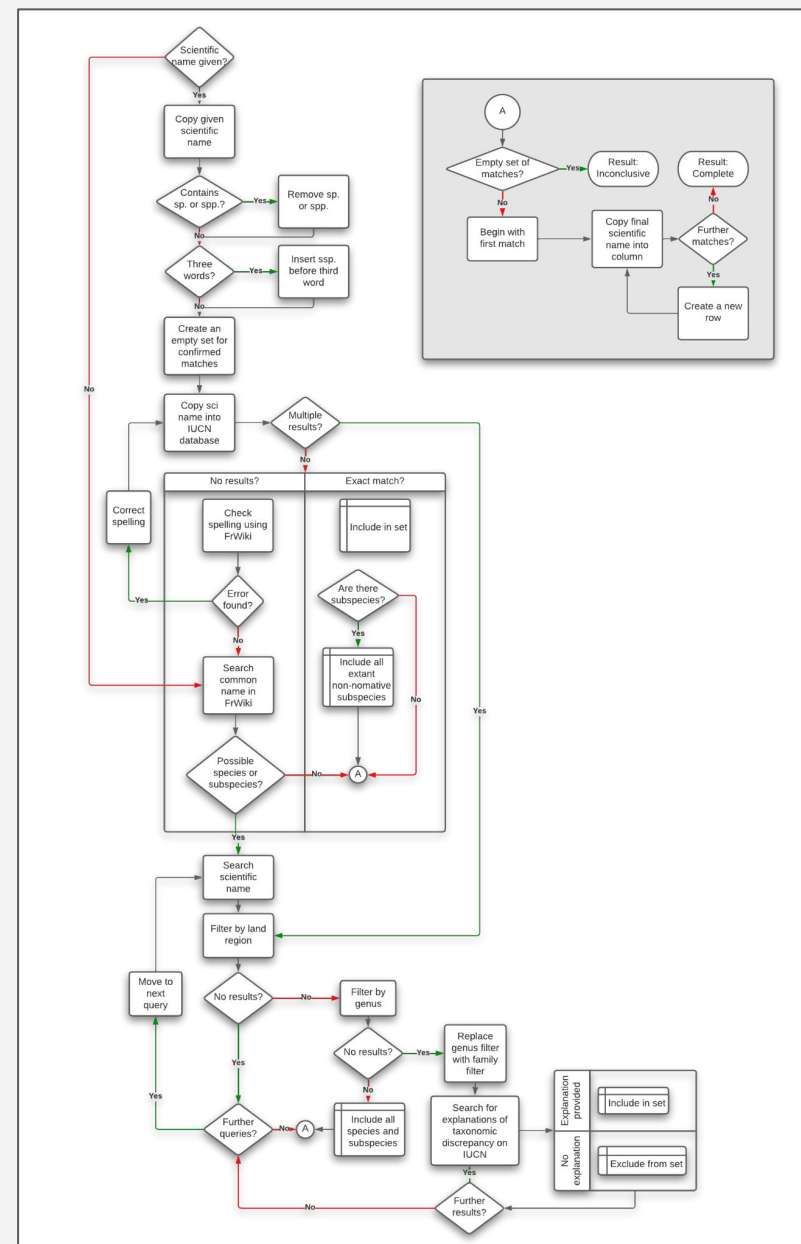 Scientific
name given?
Yes
Copy given
scientific
name
Contains
sp. or spp.?
Yes
Remove sp.
or spp.
No
Three
words?
Yes
Insert ssp.
before third
word
No
Create an
empty set for
confirmed
matches
No
Copy sci
name into
IUCN
database
Multiple
results?
No
Yes
No results?
Exact match?
Correct
spelling
Check
spelling using
FrWiki
Include in set
Error
found?
Yes
No
Are there
subspecies?
Yes
No
Search
common
name in
FrWiki
Include all
extant
non-nomative
subspecies
Possible
species or
subspecies?
No
A
Yes
Search
scientific
name
Filter by land
region
Move to
next
query
No results?
No
Filter by
genus
Yes
No results?
Yes
Replace
genus filter
with family
filter
No
Yes
Further
queries?
No
A
Include all
species and
subspecies
Search for
explanations of
taxonomic
discrepancy on
IUCN
Explanation
provided
Include in set
No
explanation
Exclude from set
Yes
Further
results?
No
A
Empty set of
matches?
Yes
Result:
Inconclusive
Result:
Complete
No
No
Begin with
first match
Copy final
scientific
name into
column
Further
matches?
Yes
Create a new
row